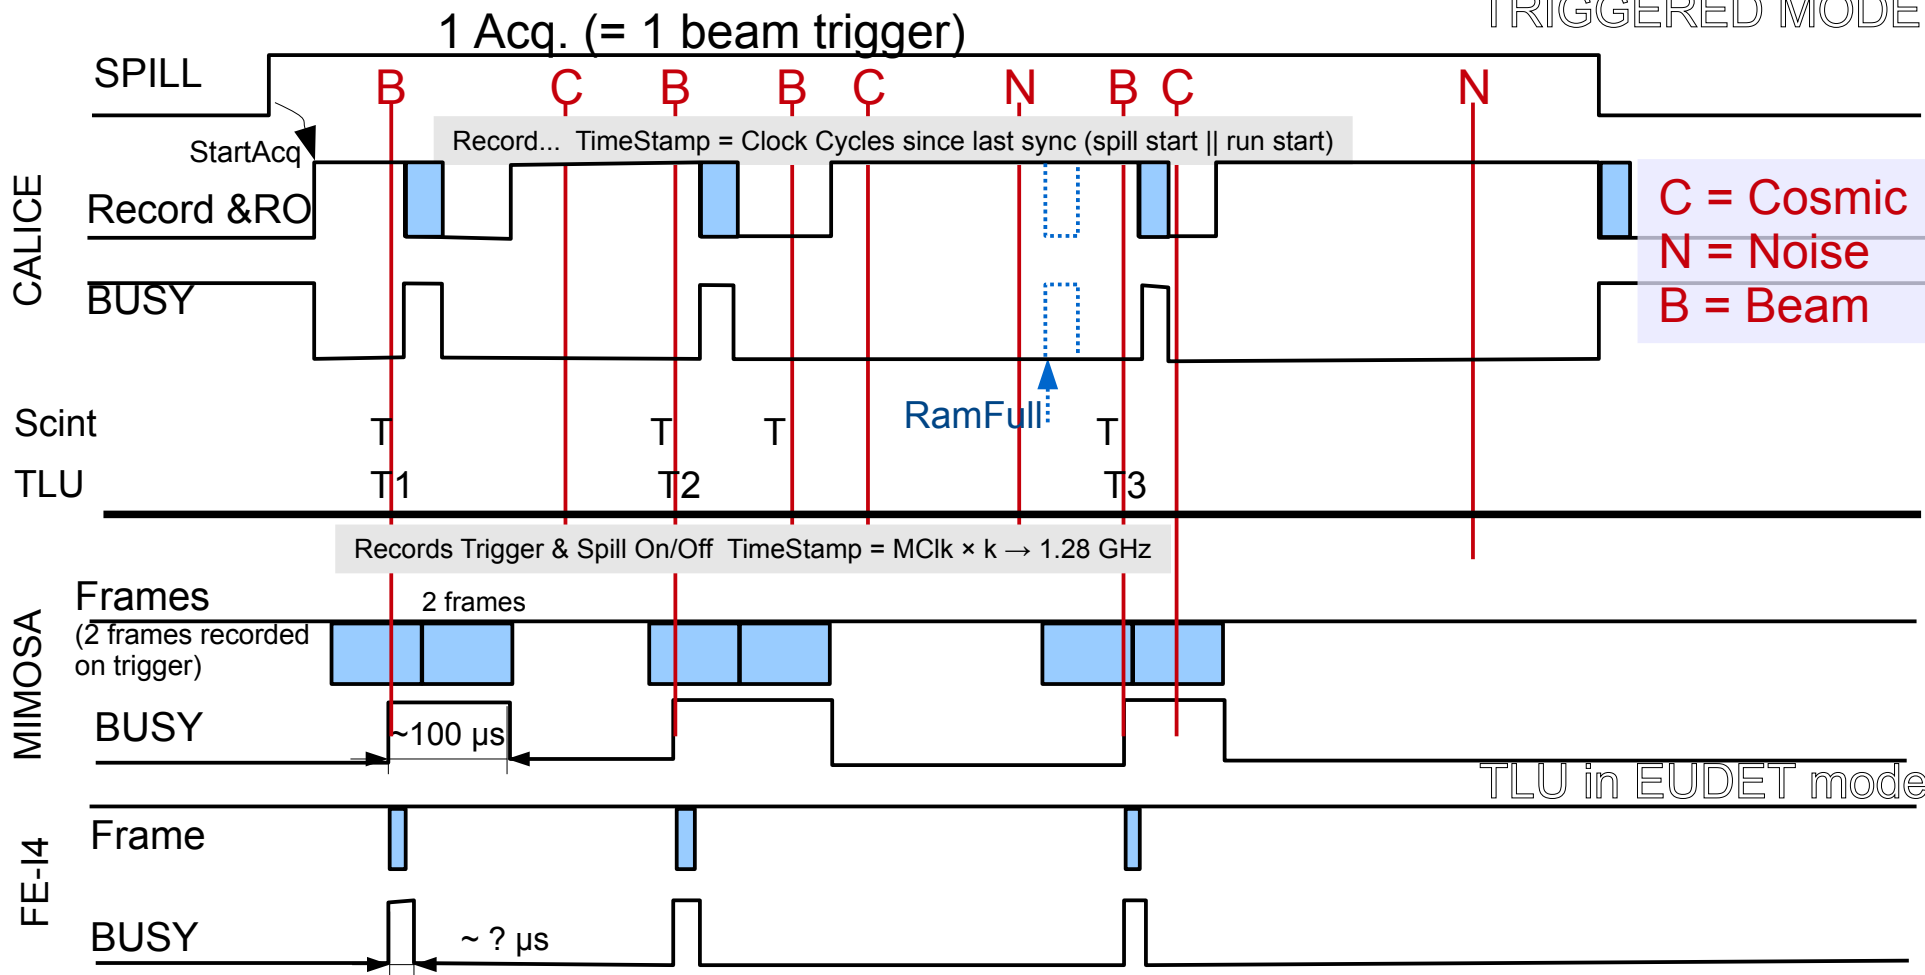 TRIGGERED MODE
1 Acq. (= 1 beam trigger)
SPILL
B C B B C N B C N
Record... TimeStamp = Clock Cycles since last sync (spill start || run start)
StartAcq
CALICE
Record &RO
C = Cosmic
N = Noise
B = Beam
BUSY
RamFull
Scint
T T T T
TLU
T1 T2 T3
Records Trigger & Spill On/Off TimeStamp = MClk × k → 1.28 GHz
MIMOSA
Frames
2 frames
(2 frames recorded
on trigger)
BUSY
~100 µs
TLU in EUDET mode
FE-I4
Frame
BUSY
~ ? µs